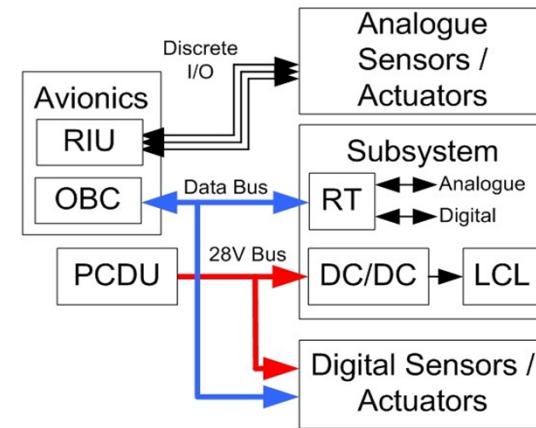 Discrete
I/O
Analogue
Sensors /
Actuators
Avionics
RIU
OBC
Data Bus
Subsystem
RT
Analogue
Digital
28V Bus
PCDU
DC/DC
LCL
Digital Sensors /
Actuators